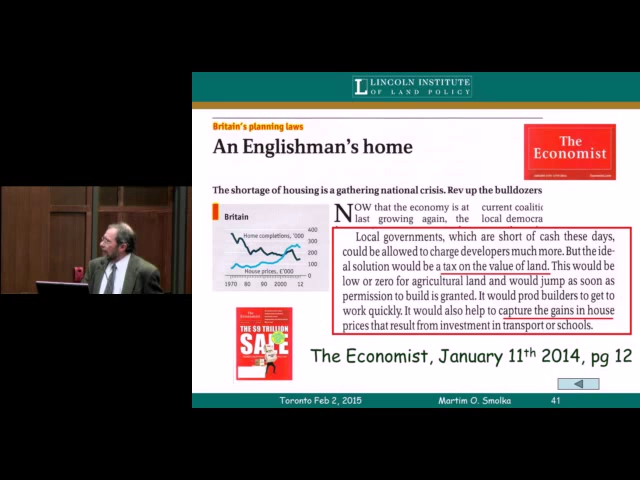 LINCOLN INSTITUTE
OF LAND POLICY
Britain's planning laws
An Englishman's home
The
Economist
The shortage of housing is a gathering national crisis. Rev up the bulldozers
Britain
Home completions, '000
House prices, £'000
400
300
200
100
0
1970 80 90 2000 12
NOW that the economy is at
last growing again, the
current coalitic
local democra
Local governments, which are short of cash these days,
could be allowed to charge developers much more. But the ide-
al solution would be a tax on the value of land. This would be
low or zero for agricultural land and would jump as soon as
permission to build is granted. It would prod builders to get to
work quickly. It would also help to capture the gains in house
prices that result from investment in transport or schools.
THE $9 TRILLION
SALE
The Economist, January 11th 2014, pg 12
Toronto Feb 2, 2015
Martim O. Smolka
41